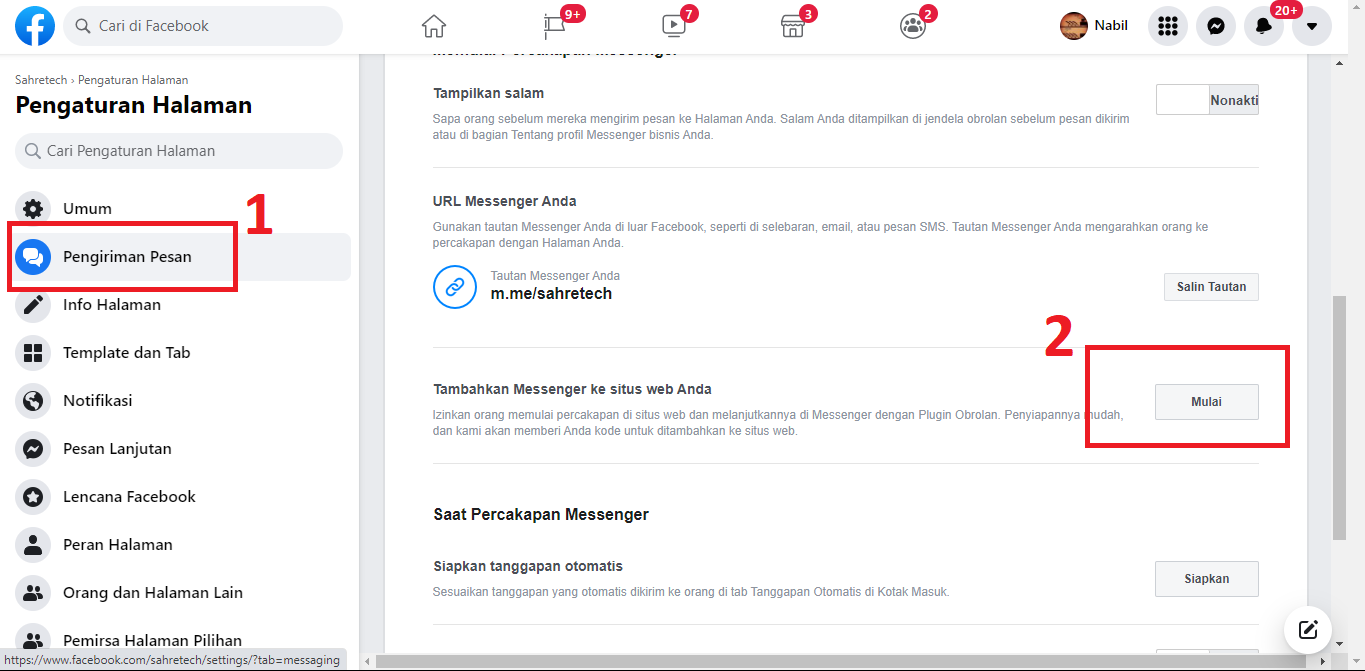 Cari di Facebook
9+
7
3
2
Nabil
20+
Sahretech › Pengaturan Halaman
Pengaturan Halaman
Cari Pengaturan Halaman
Umum
1
Pengiriman Pesan
Info Halaman
Template dan Tab
Notifikasi
Pesan Lanjutan
Lencana Facebook
Peran Halaman
Orang dan Halaman Lain
Pemirsa Halaman Pilihan
https://www.facebook.com/sahretech/settings/?tab=messaging
Memulai Percakapan Messenger
Tampilkan salam
Nonakti
Sapa orang sebelum mereka mengirim pesan ke Halaman Anda. Salam Anda ditampilkan di jendela obrolan sebelum pesan dikirim
atau di bagian Tentang profil Messenger bisnis Anda.
URL Messenger Anda
Gunakan tautan Messenger Anda di luar Facebook, seperti di selebaran, email, atau pesan SMS. Tautan Messenger Anda mengarahkan orang ke
percakapan dengan Halaman Anda.
Tautan Messenger Anda
m.me/sahretech
Salin Tautan
2
Tambahkan Messenger ke situs web Anda
Mulai
Izinkan orang memulai percakapan di situs web dan melanjutkannya di Messenger dengan Plugin Obrolan. Penyiapannya mudah,
dan kami akan memberi Anda kode untuk ditambahkan ke situs web.
Saat Percakapan Messenger
Siapkan tanggapan otomatis
Siapkan
Sesuaikan tanggapan yang otomatis dikirim ke orang di tab Tanggapan Otomatis di Kotak Masuk.